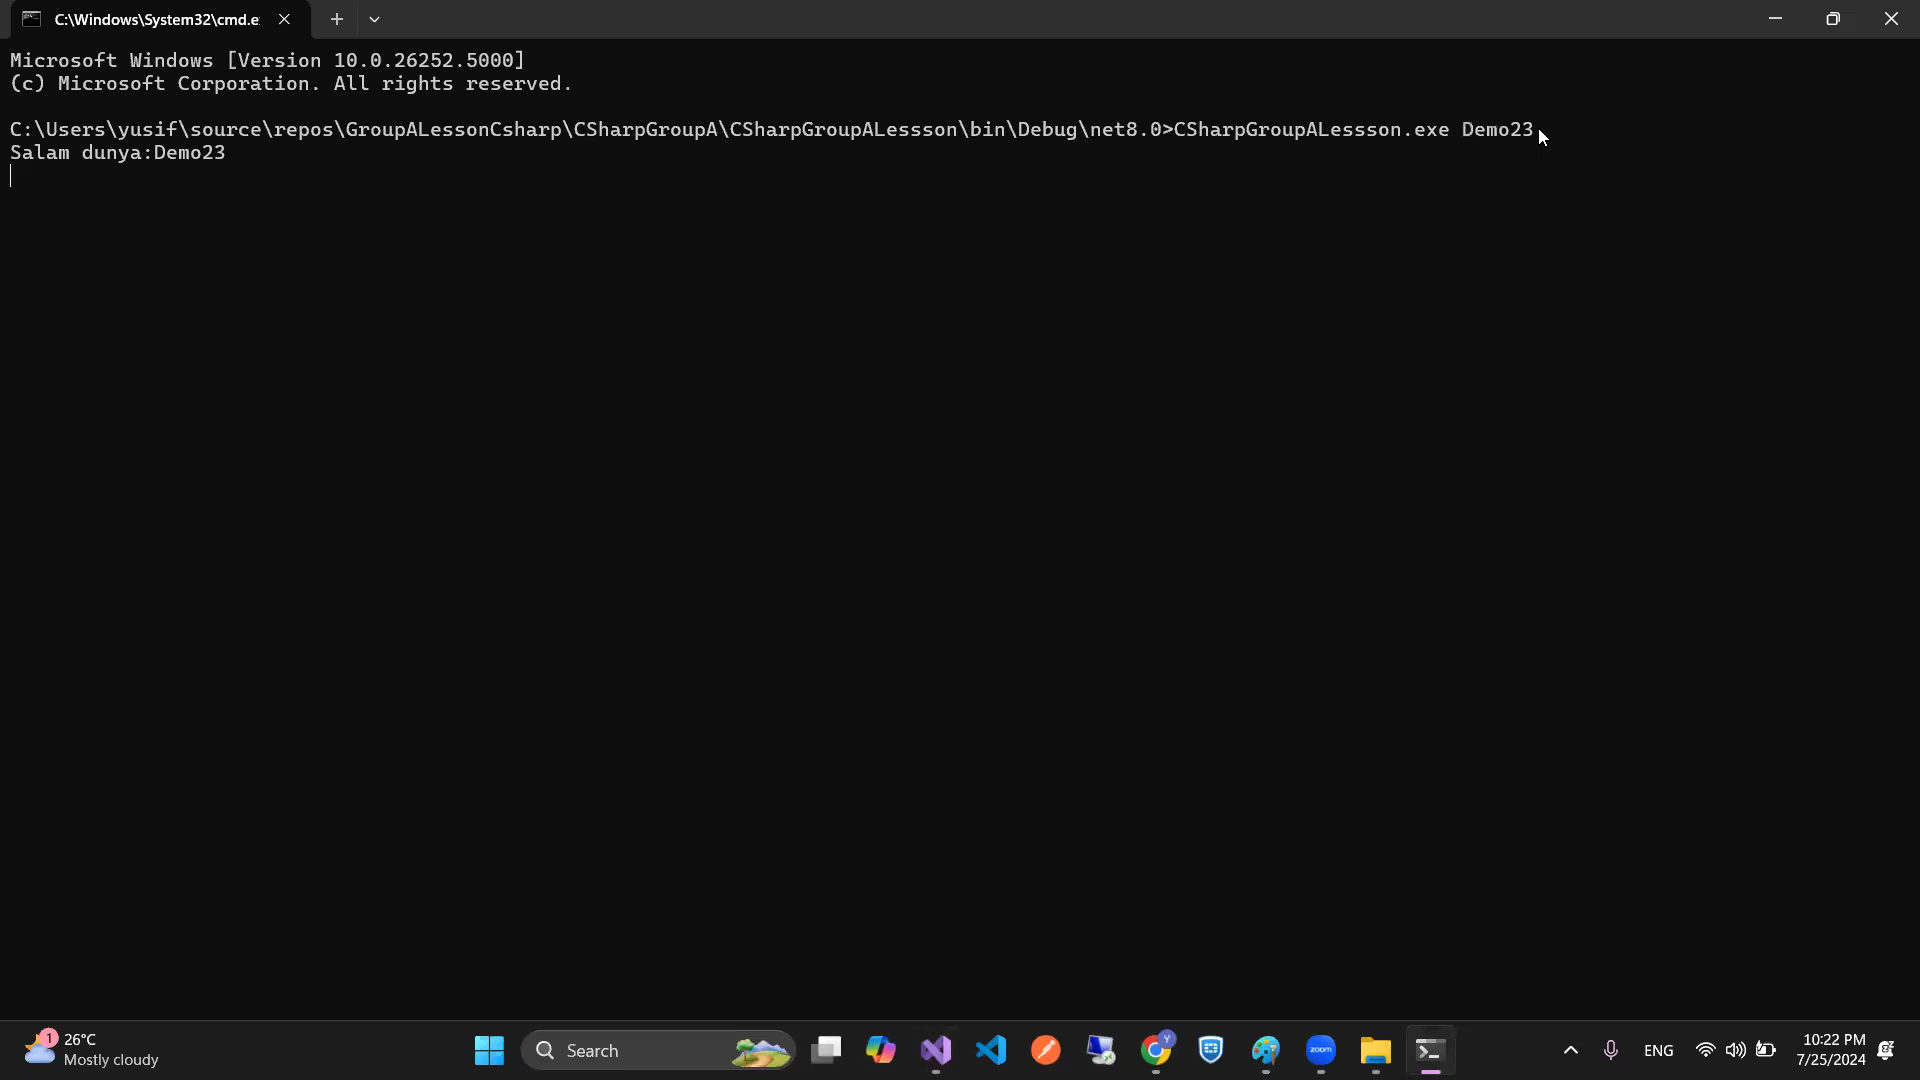 C:\Windows\System32\cmd.e
Microsoft Windows [Version 10.0.26252.5000]
(c) Microsoft Corporation. All rights reserved.
C:\Users\yusif\source\repos\GroupALessonCsharp\CSharpGroupA\CSharpGroupALessson\bin\Debug\net8.0>CSharpGroupALessson.exe Demo23
Salam dunya:Demo23
1
26°C
Mostly cloudy
Search
Y
zoom
ENG
10:22 PM
7/25/2024